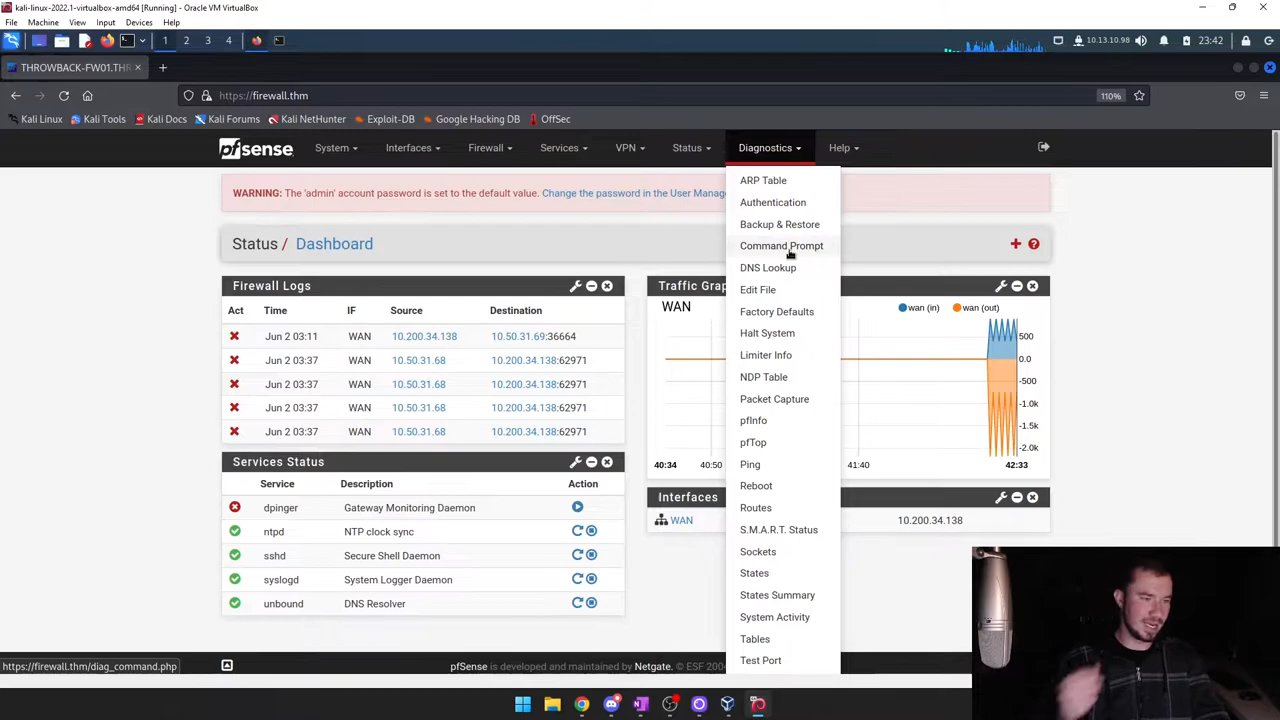 kali-linux-2022.1-virtualbox-amd64 [Running] - Oracle VM VirtualBox
File Machine View Input Devices Help
1 2 3 4 10.13.10.98 23:42
THROWBACK-FW01.THR
https://firewall.thm 110%
Kali Linux Kali Tools Kali Docs Kali Forums Kali NetHunter Exploit-DB Google Hacking DB OffSec
pfsense System Interfaces Firewall Services VPN Status Diagnostics Help
WARNING: The 'admin' account password is set to the default value. Change the password in the User Manag
Status / Dashboard
Firewall Logs
Act Time IF Source Destination
Jun 2 03:11 WAN 10.200.34.138 10.50.31.69:36664
Jun 2 03:37 WAN 10.50.31.68 10.200.34.138:62971
Jun 2 03:37 WAN 10.50.31.68 10.200.34.138:62971
Jun 2 03:37 WAN 10.50.31.68 10.200.34.138:62971
Jun 2 03:37 WAN 10.50.31.68 10.200.34.138:62971
Services Status
Service Description Action
dpinger Gateway Monitoring Daemon
ntpd NTP clock sync
sshd Secure Shell Daemon
syslogd System Logger Daemon
unbound DNS Resolver
ARP Table
Authentication
Backup & Restore
Command Prompt
DNS Lookup
Edit File
Factory Defaults
Halt System
Limiter Info
NDP Table
Packet Capture
pfInfo
pfTop
Ping
Reboot
Routes
S.M.A.R.T. Status
Sockets
States
States Summary
System Activity
Tables
Test Port
Traffic Grap
WAN
wan (in) wan (out)
500
0.0
-500
-1.0k
-2.0k
40:34 40:50 41:40 42:33
Interfaces
WAN 10.200.34.138
https://firewall.thm/diag_command.php
pfSense is developed and maintained by Netgate. © ESF 2004